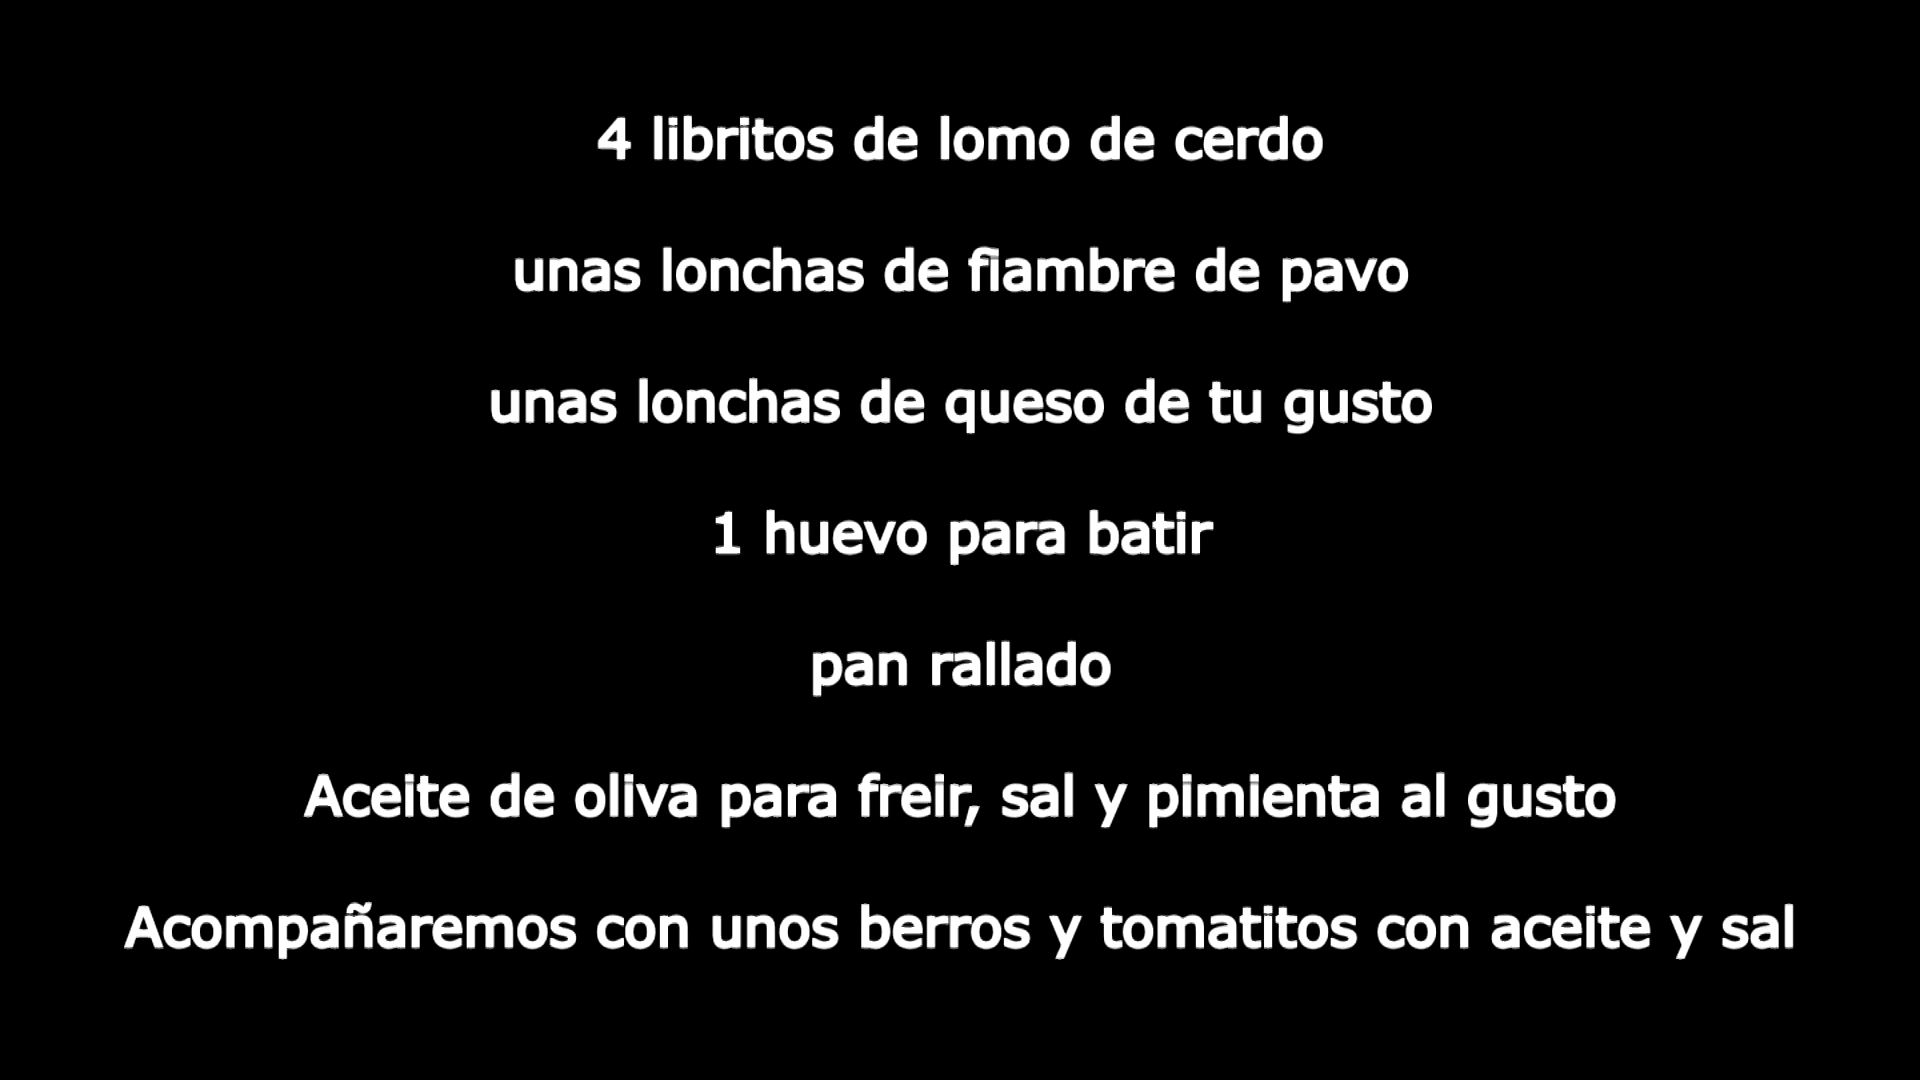 4 libritos de lomo de cerdo
unas lonchas de fiambre de pavo
unas lonchas de queso de tu gusto
1 huevo para batir
pan rallado
Aceite de oliva para freir, sal y pimienta al gusto
Acompañaremos con unos berros y tomatitos con aceite y sal